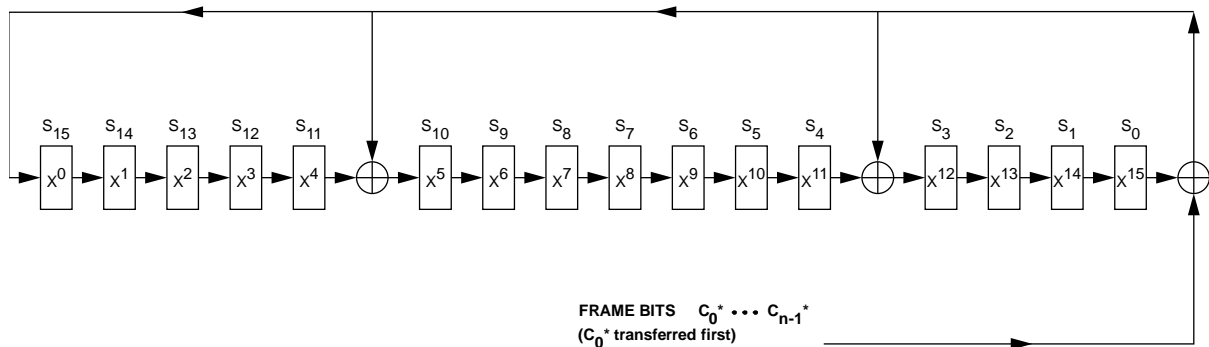 S₁₅ S₁₄ S₁₃ S₁₂ S₁₁ S₁₀ S₉ S₈ S₇ S₆ S₅ S₄ S₃ S₂ S₁ S₀
X⁰ X¹ X² X³ X⁴ X⁵ X⁶ X⁷ X⁸ X⁹ X¹⁰ X¹¹ X¹² X¹³ X¹⁴ X¹⁵
FRAME BITS C₀* ••• Cₙ₋₁*
(C₀* transferred first)